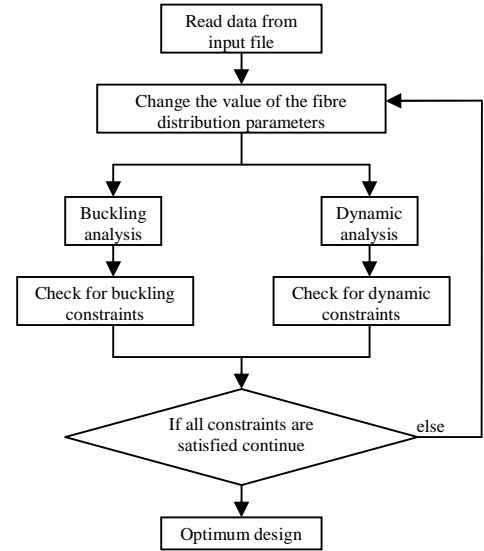 Read data from
input file
Change the value of the fibre
distribution parameters
Buckling
analysis
Dynamic
analysis
Check for buckling
constraints
Check for dynamic
constraints
If all constraints are
satisfied continue
else
Optimum design